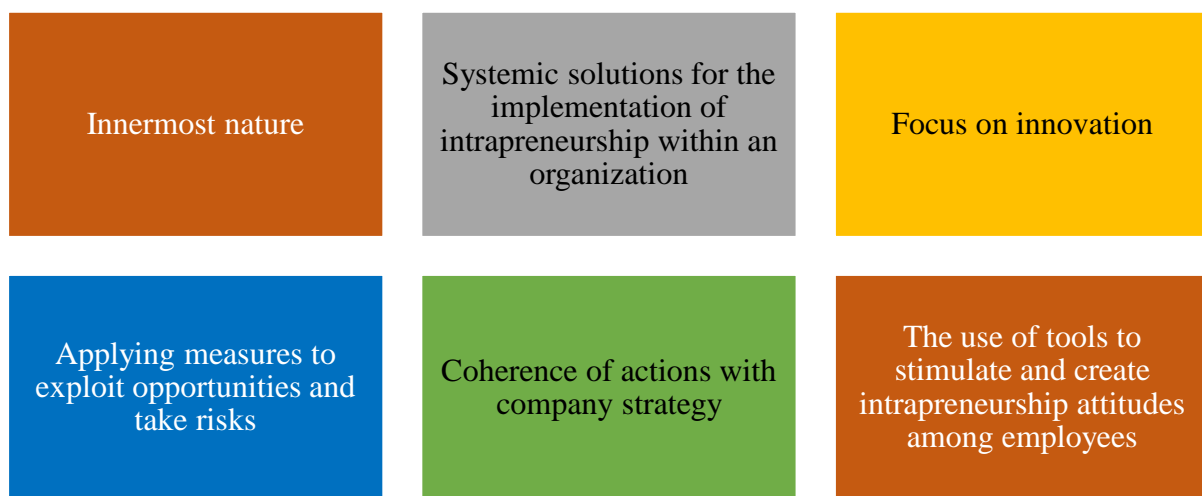 Innermost nature
Systemic solutions for the
implementation of
intrapreneurship within an
organization
Focus on innovation
Applying measures to
exploit opportunities and
take risks
Coherence of actions with
company strategy
The use of tools to
stimulate and create
intrapreneurship attitudes
among employees